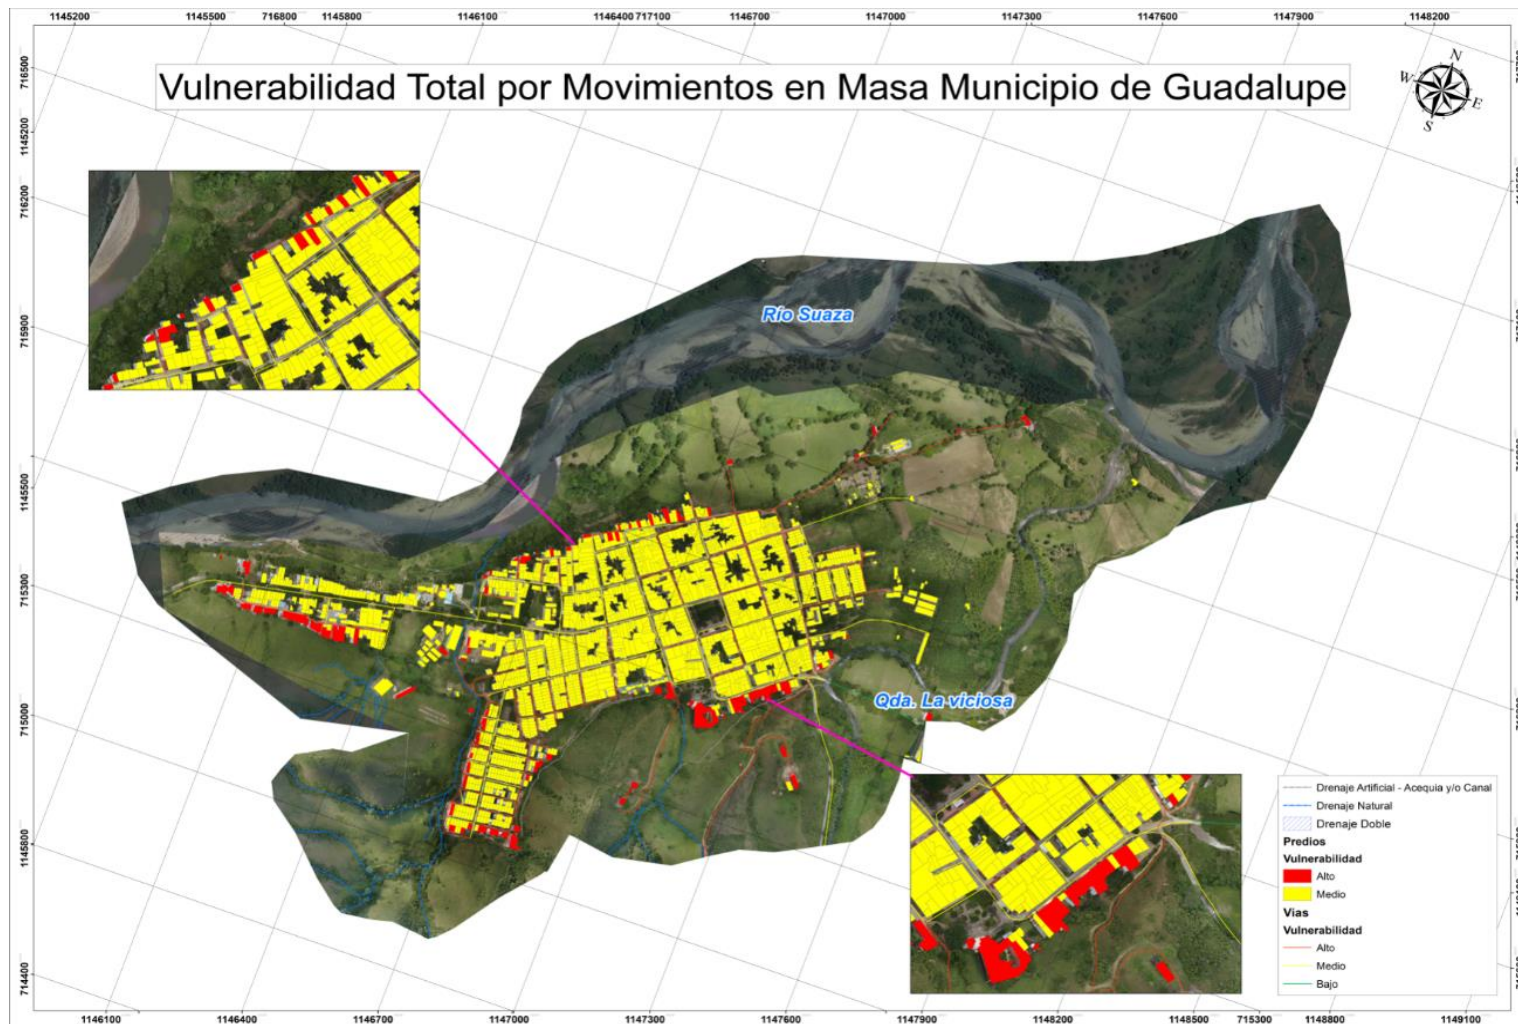 1145200 1145500 716800 1145800 1146100 1146400 717100 1146700 1147000 1147300 1147600 1147900 1148200
Vulnerabilidad Total por Movimientos en Masa Municipio de Guadalupe
N
W
E
S
716500
1145200
716200
715900
1145500
715300
715000
1145800
714400
Río Suaza
Qda. La viciosa
Drenaje Artificial - Acequia y/o Canal
Drenaje Natural
Drenaje Doble
Predios
Vulnerabilidad
Alto
Medio
Vias
Vulnerabilidad
Alto
Medio
Bajo
1146100 1146400 1146700 1147000 1147300 1147600 1147900 1148200 1148500 715300 1148800 1149100